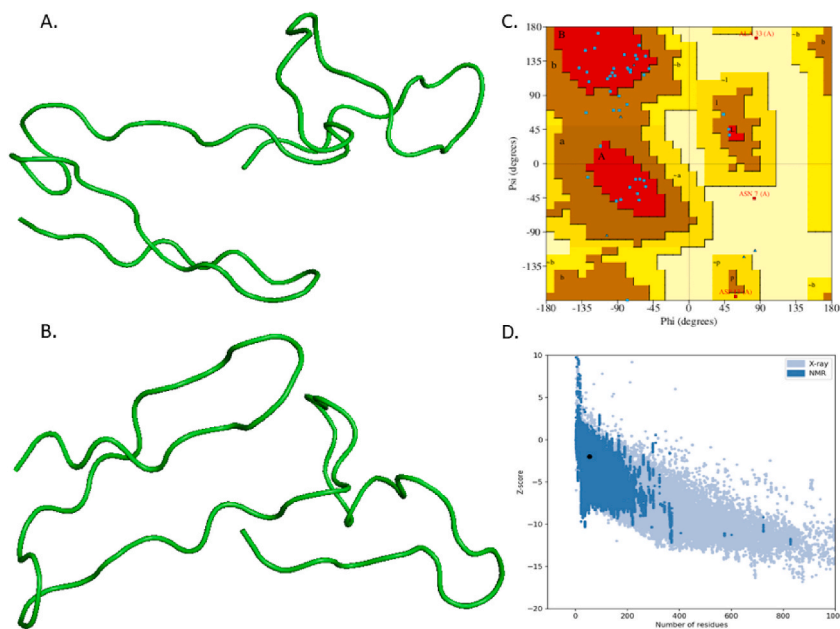 A.
B.
C.
180
135
90
45
0
-45
-90
-135
-180
-135
-90
-45
0
45
90
135
180
Psi (degrees)
Phi (degrees)
B
b
a
A
~a
~b
~l
l
~p
p
~b
b
b
~b
13 (A)
ASN 7 (A)
D.
10
5
0
−5
−10
−15
−20
0
200
400
600
800
Z-score
Number of residues
X-ray
NMR